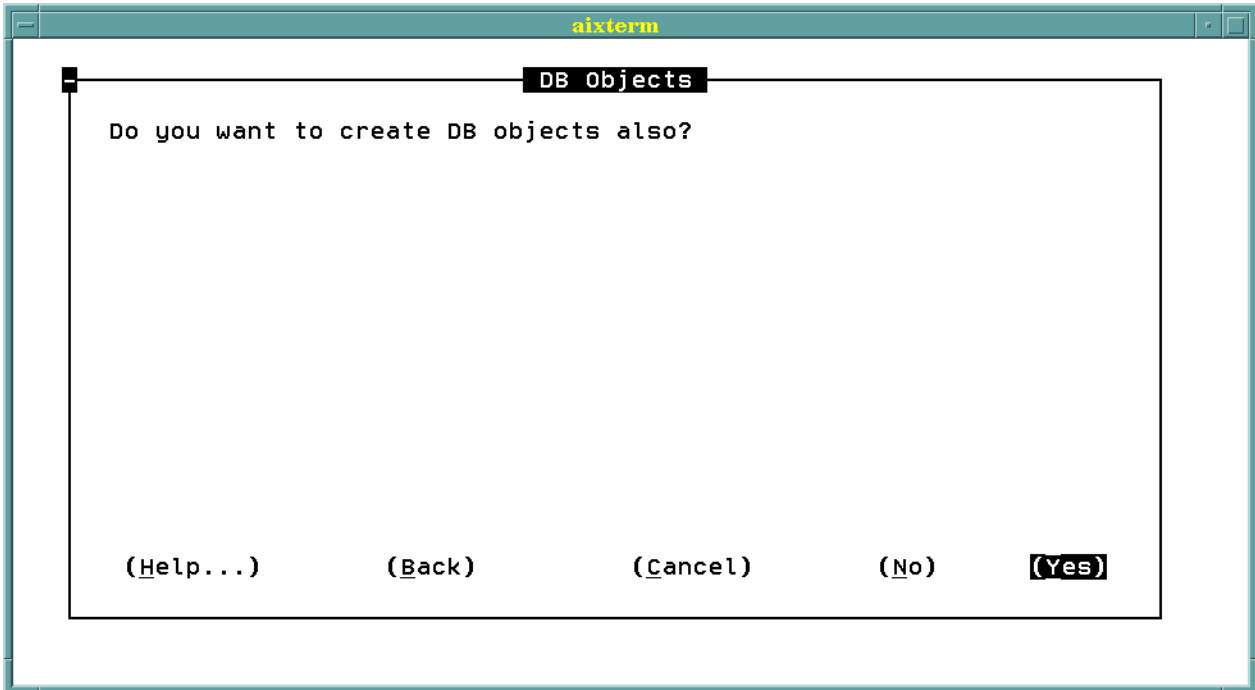 aixterm
DB Objects
Do you want to create DB objects also?
(Help...) (Back) (Cancel) (No) (Yes)